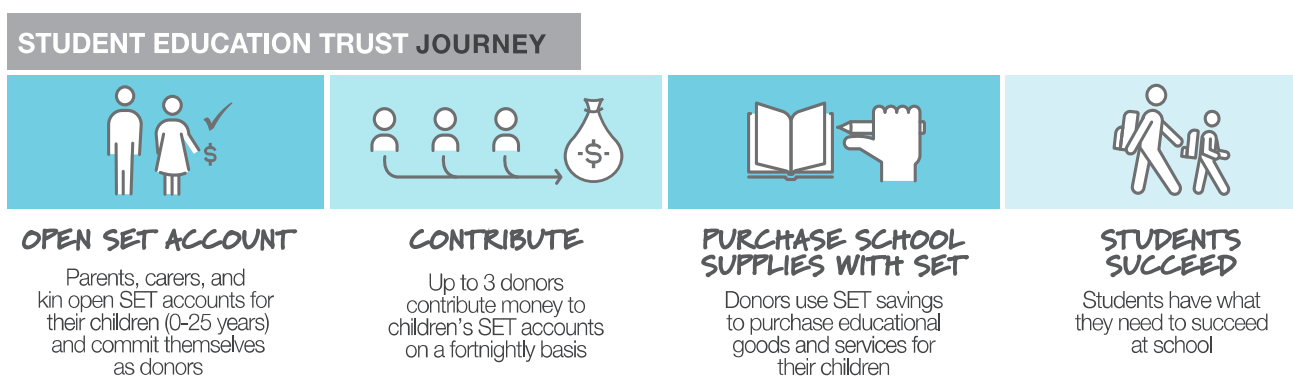 STUDENT EDUCATION TRUST JOURNEY
$
-$-
OPEN SET ACCOUNT
Parents, carers, and
kin open SET accounts for
their children (0-25 years)
and commit themselves
as donors
CONTRIBUTE
Up to 3 donors
contribute money to
children's SET accounts
on a fortnightly basis
PURCHASE SCHOOL
SUPPLIES WITH SET
Donors use SET savings
to purchase educational
goods and services for
their children
STUDENTS
SUCCEED
Students have what
they need to succeed
at school